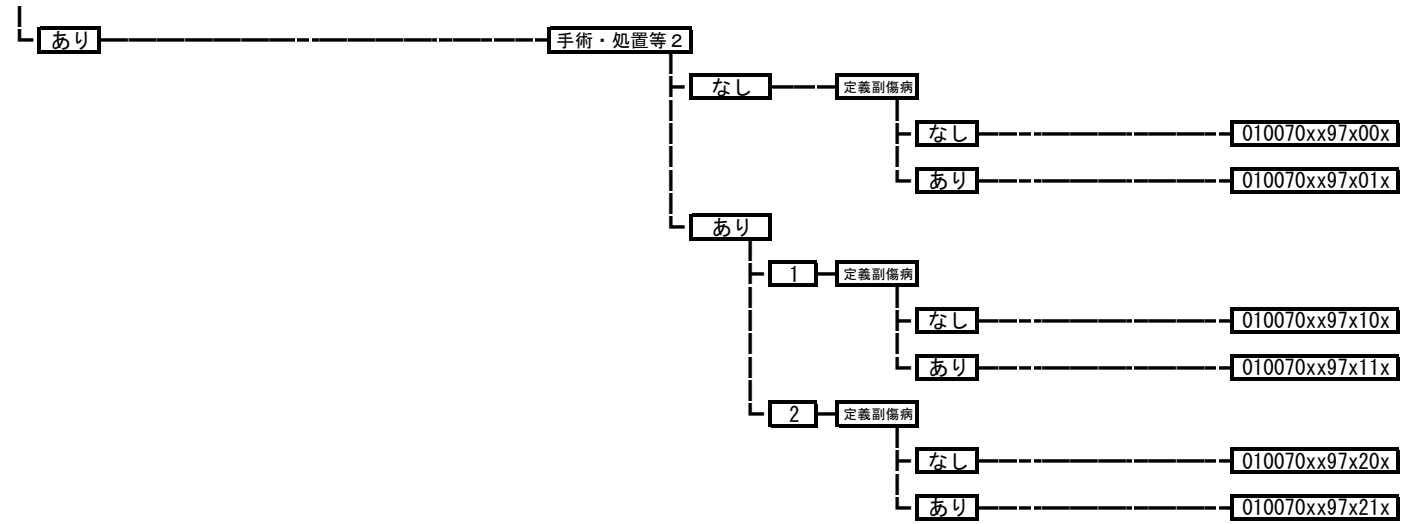 あり 手術・処置等２
なし 定義副傷病
なし 010070xx97x00x
あり 010070xx97x01x
あり
1 定義副傷病
なし 010070xx97x10x
あり 010070xx97x11x
2 定義副傷病
なし 010070xx97x20x
あり 010070xx97x21x